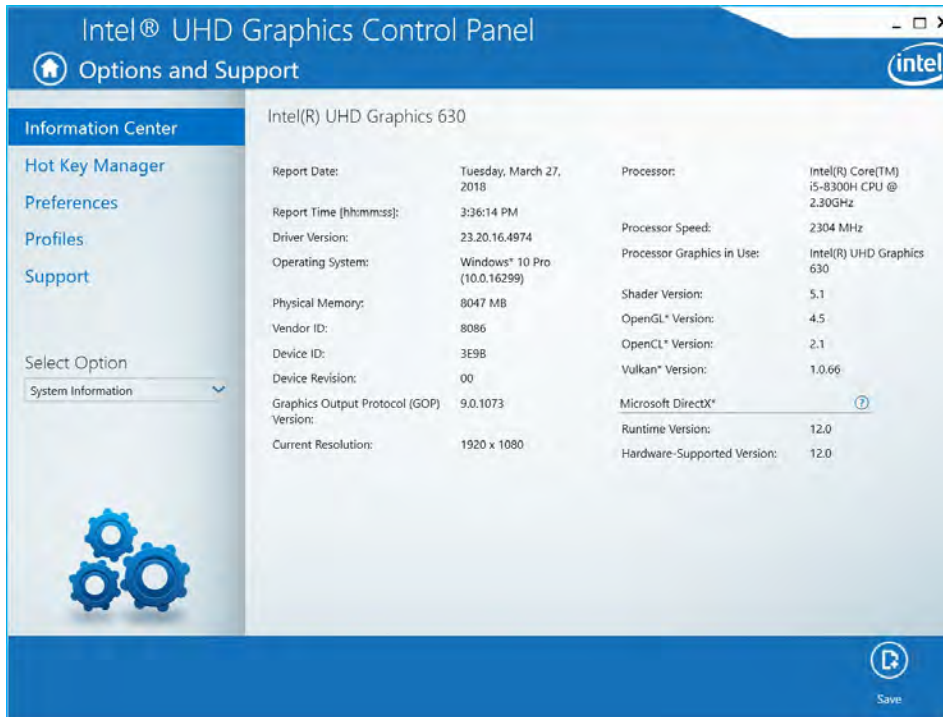 Intel® UHD Graphics Control Panel
Options and Support
intel
Information Center
Hot Key Manager
Preferences
Profiles
Support
Select Option
System Information
Intel(R) UHD Graphics 630
Report Date: Tuesday, March 27,
2018
Report Time [hh:mm:ss]: 3:36:14 PM
Driver Version: 23.20.16.4974
Operating System: Windows* 10 Pro
(10.0.16299)
Physical Memory: 8047 MB
Vendor ID: 8086
Device ID: 3E9B
Device Revision: 00
Graphics Output Protocol (GOP) 9.0.1073
Version:
Current Resolution: 1920 x 1080
Processor: Intel(R) Core(TM)
i5-8300H CPU @
2.30GHz
Processor Speed: 2304 MHz
Processor Graphics in Use: Intel(R) UHD Graphics
630
Shader Version: 5.1
OpenGL* Version: 4.5
OpenCL* Version: 2.1
Vulkan* Version: 1.0.66
Microsoft DirectX* ?
Runtime Version: 12.0
Hardware-Supported Version: 12.0
Save